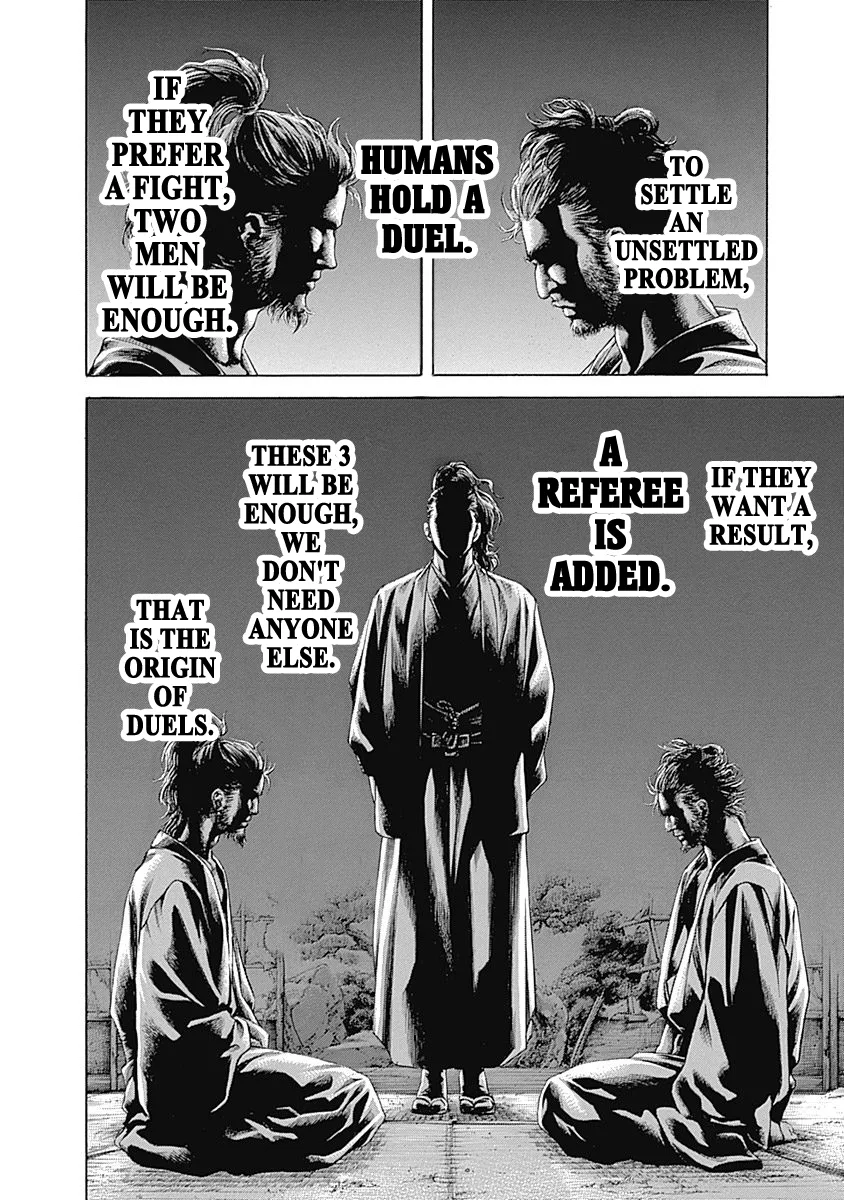 TO
SETTLE
AN
UNSETTLED
PROBLEM,
HUMANS
HOLD A
DUEL.
IF
THEY
PREFER
A FIGHT,
TWO
MEN
WILL BE
ENOUGH.
IF THEY
WANT A
RESULT,
A
REFEREE
IS
ADDED.
THESE 3
WILL BE
ENOUGH,
WE
DON'T
NEED
ANYONE
ELSE.
THAT
IS THE
ORIGIN
OF
DUELS.